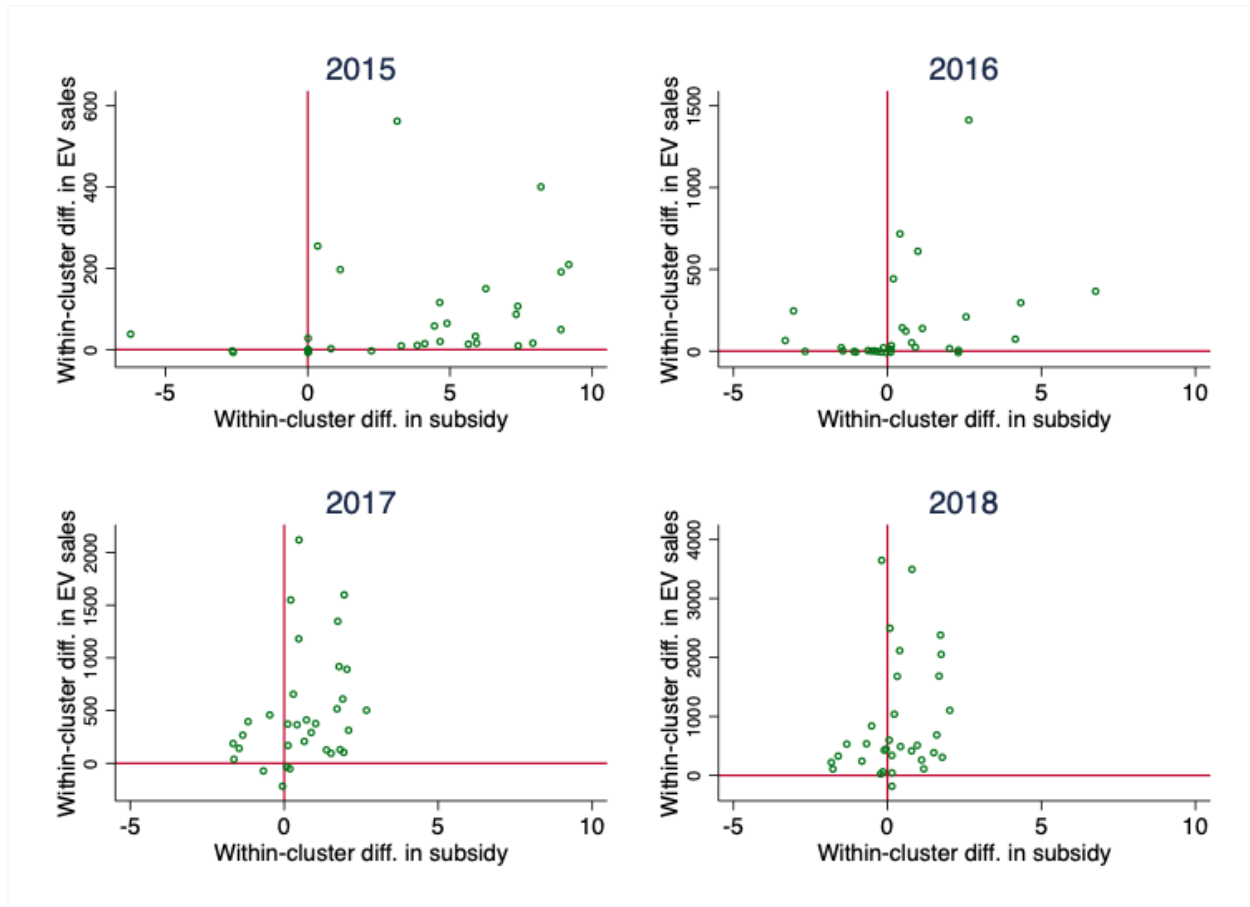 2015
Within-cluster diff. in EV sales
600
400
200
0
-5 0 5 10
Within-cluster diff. in subsidy
2016
Within-cluster diff. in EV sales
1500
1 000
500
0
-5 0 5 10
Within-cluster diff. in subsidy
2017
Within-cluster diff. in EV sales
2000
1500
1000
500
0
-5 0 5 10
Within-cluster diff. in subsidy
2018
Within-cluster diff. in EV sales
4000
3000
2000
1000
0
-5 0 5 10
Within-cluster diff. in subsidy